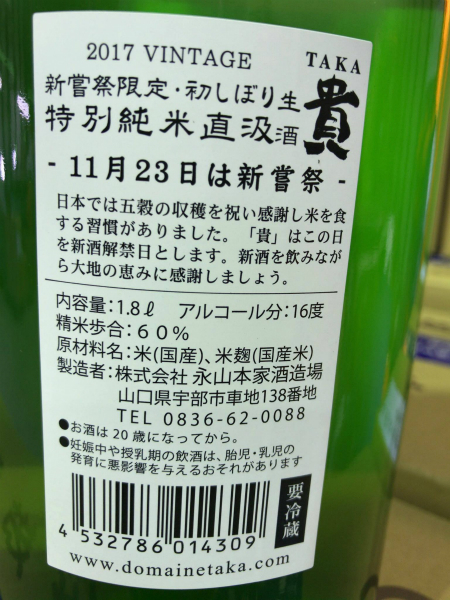 2017 VINTAGE
TAKA
新嘗祭限定・初しぼり生
特別純米直汲酒
貴
- 11月23日は新嘗祭 -
日本では五穀の収穫を祝い感謝し米を食
する習慣がありました。「貴」はこの日
を新酒解禁日とします。新酒を飲みなが
ら大地の恵みに感謝しましょう。
内容量:1.8ℓ アルコール分:16度
精米歩合:60%
原材料名:米(国産)、米麹(国産米)
製造者:株式会社 永山本家酒造場
山口県宇部市車地138番地
TEL 0836-62-0088
●お酒は20歳になってから。
●妊娠中や授乳期の飲酒は、胎児・乳児の
発育に悪影響を与えるおそれがあります
要冷蔵
4 532786 014309
www.domainetaka.com